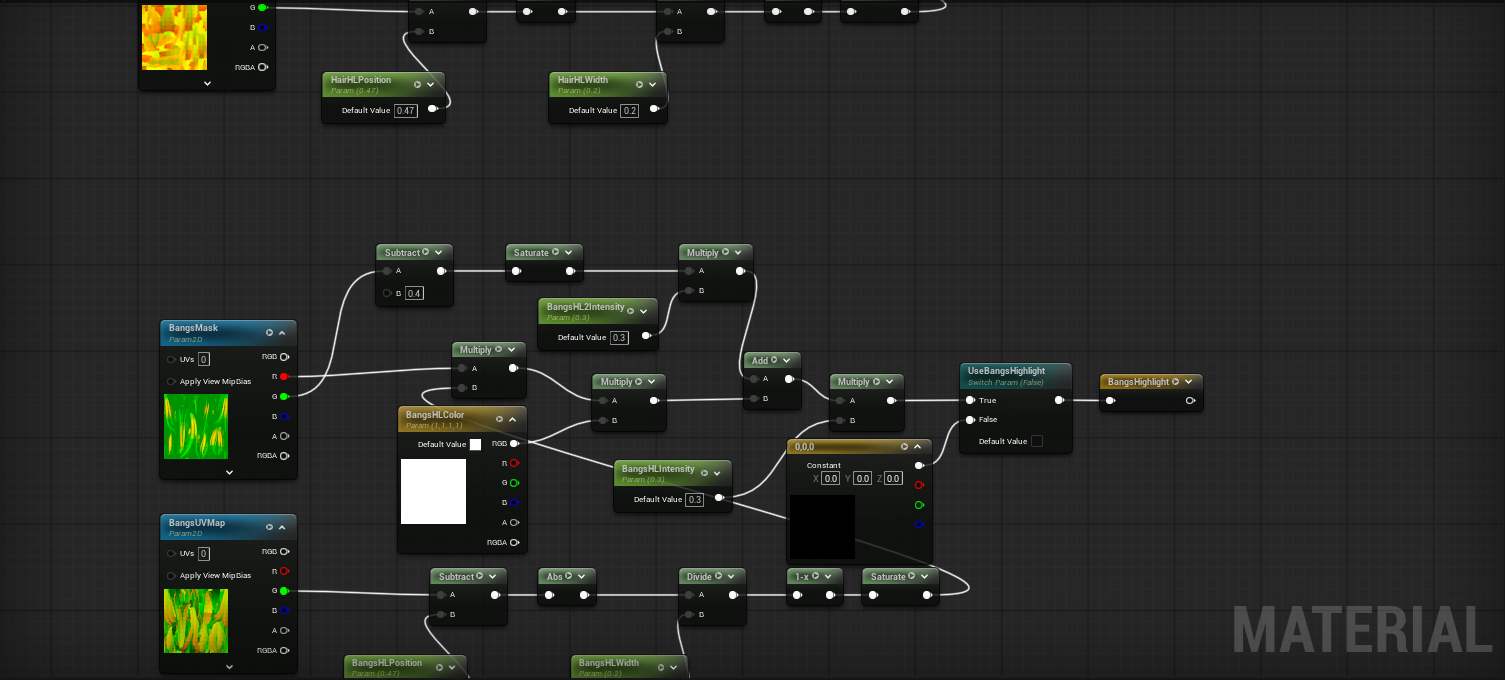 G
B
A
RGBA
A
B
A
B
HairHLPosition
Param (0.47)
Default Value 0.47
HairHLWidth
Param (0.2)
Default Value 0.2
Subtract
A
B 0.4
Saturate
Multiply
A
B
BangsHL2Intensity
Param (0.3)
Default Value 0.3
BangsMask
Param2D
UVs 0
Apply View MipBias
RGB
R
G
B
A
RGBA
Multiply
A
B
Multiply
A
B
Add
A
B
Multiply
A
B
UseBangsHighlight
Switch Param (False)
True
False
Default Value
BangsHighlight
BangsHLColor
Param (1,1,1,1)
Default Value
RGB
R
G
B
A
RGBA
BangsHLIntensity
Param (0.3)
Default Value 0.3
0,0,0
Constant
X 0.0 Y 0.0 Z 0.0
BangsUVMap
Param2D
UVs 0
Apply View MipBias
RGB
R
G
B
A
RGBA
Subtract
A
B
Abs
Divide
A
B
1-x
Saturate
BangsHLPosition
Param (0.47)
BangsHLWidth
Param (0.2)
MATERIAL